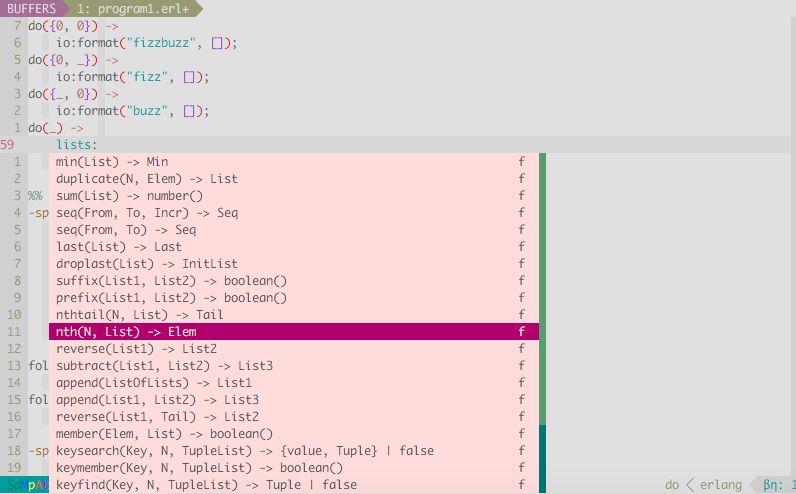 BUFFERS 1: program1.erl+
7 do({0, 0}) ->
6 io:format("fizzbuzz", []);
5 do({0, _}) ->
4 io:format("fizz", []);
3 do({_, 0}) ->
2 io:format("buzz", []);
1 do(_) ->
59 lists:
1 min(List) -> Min f
2 duplicate(N, Elem) -> List f
3 %% sum(List) -> number() f
4 -sp seq(From, To, Incr) -> Seq f
5 seq(From, To) -> Seq f
6 last(List) -> Last f
7 droplast(List) -> InitList f
8 suffix(List1, List2) -> boolean() f
9 prefix(List1, List2) -> boolean() f
10 nthtail(N, List) -> Tail f
11 nth(N, List) -> Elem f
12 reverse(List1) -> List2 f
13 fol subtract(List1, List2) -> List3 f
14 append(ListOfLists) -> List1 f
15 fol append(List1, List2) -> List3 f
16 reverse(List1, Tail) -> List2 f
17 member(Elem, List) -> boolean() f
18 -sp keysearch(Key, N, TupleList) -> {value, Tuple} | false f
19 keymember(Key, N, TupleList) -> boolean() f
keyfind(Key, N, TupleList) -> Tuple | false f do < erlang βη: 1